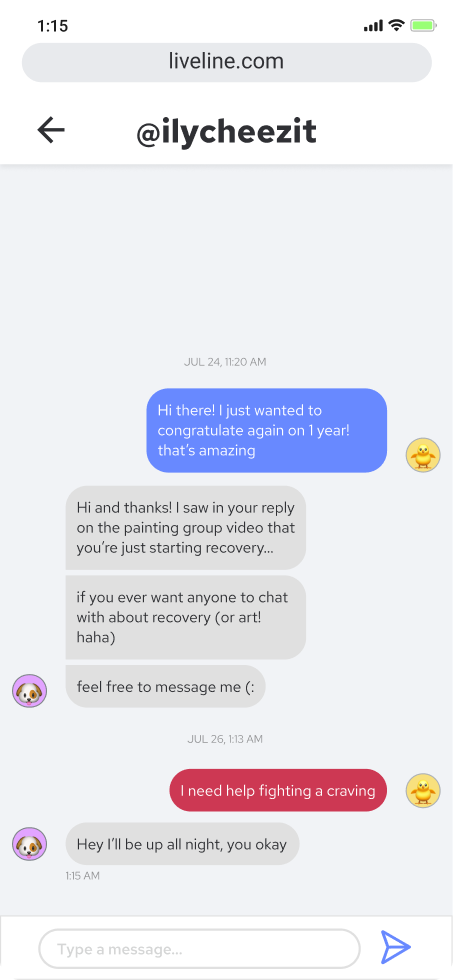 1:15
liveline.com
@ilycheezit
JUL 24, 11:20 AM
Hi there! I just wanted to
congratulate again on 1 year!
that's amazing
Hi and thanks! I saw in your reply
on the painting group video that
you're just starting recovery...
if you ever want anyone to chat
with about recovery (or art!
haha)
feel free to message me (:
JUL 26, 1:13 AM
I need help fighting a craving
Hey I'll be up all night, you okay
1:15 AM
Type a message...